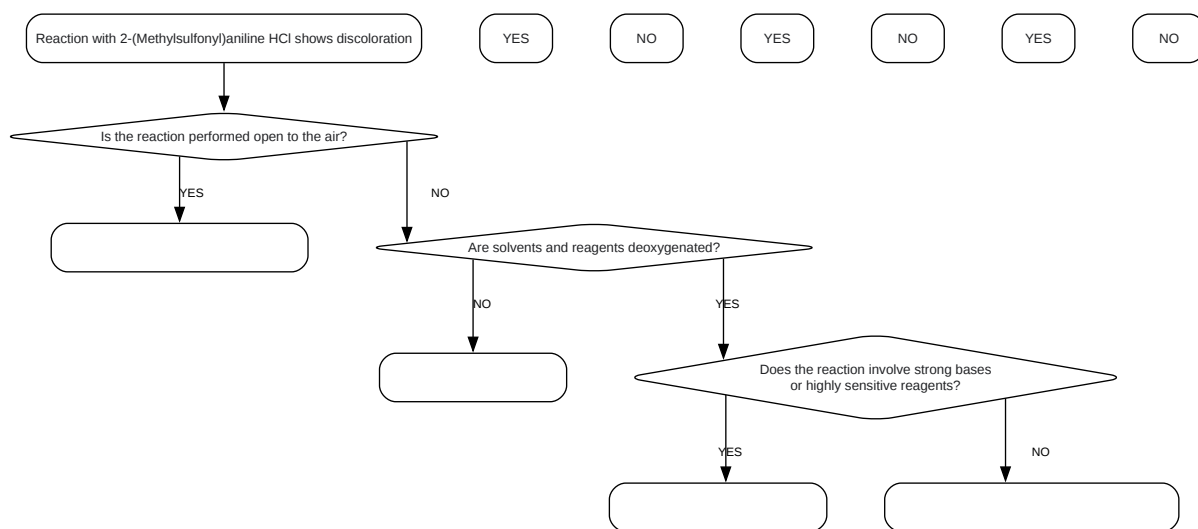 Reaction with 2-(Methylsulfonyl)aniline HCl shows discoloration
YES
NO
YES
NO
YES
NO
Is the reaction performed open to the air?
YES
NO
Are solvents and reagents deoxygenated?
NO
YES
Does the reaction involve strong bases
or highly sensitive reagents?
YES
NO